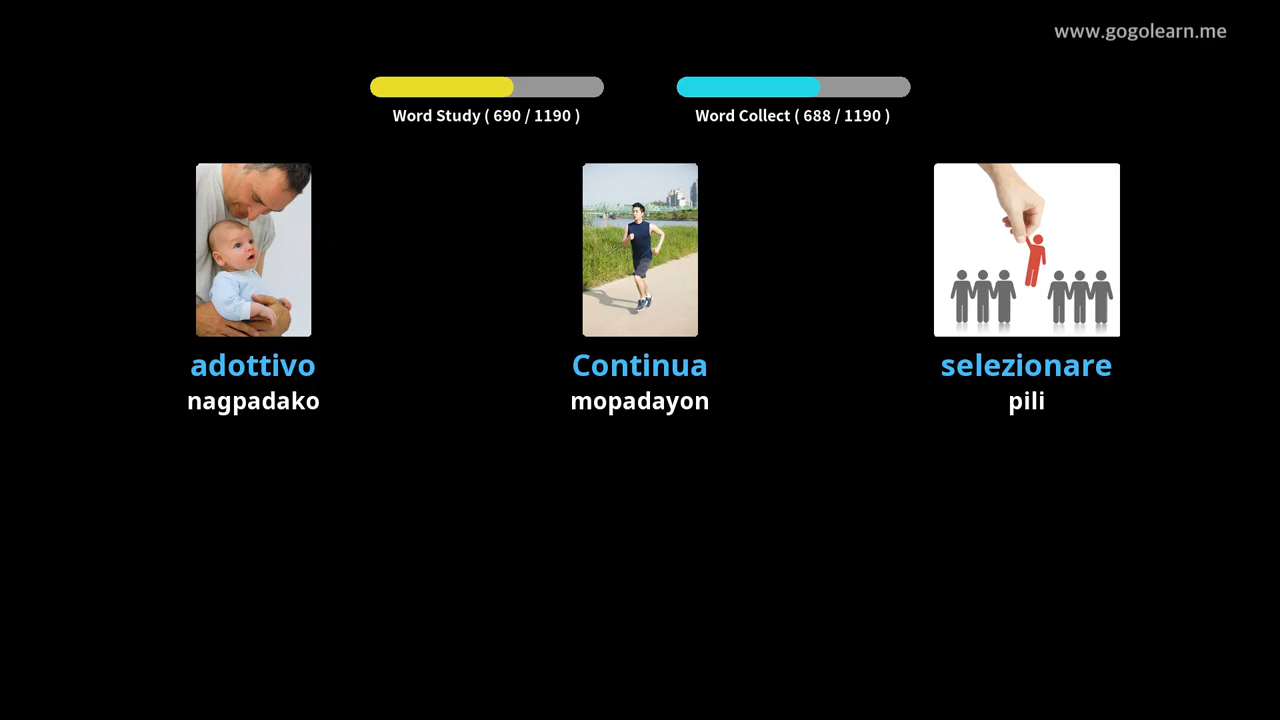 www.gogolearn.me
Word Study ( 690 / 1190 )
Word Collect ( 688 / 1190 )
adottivo
nagpadako
Continua
mopadayon
selezionare
pili